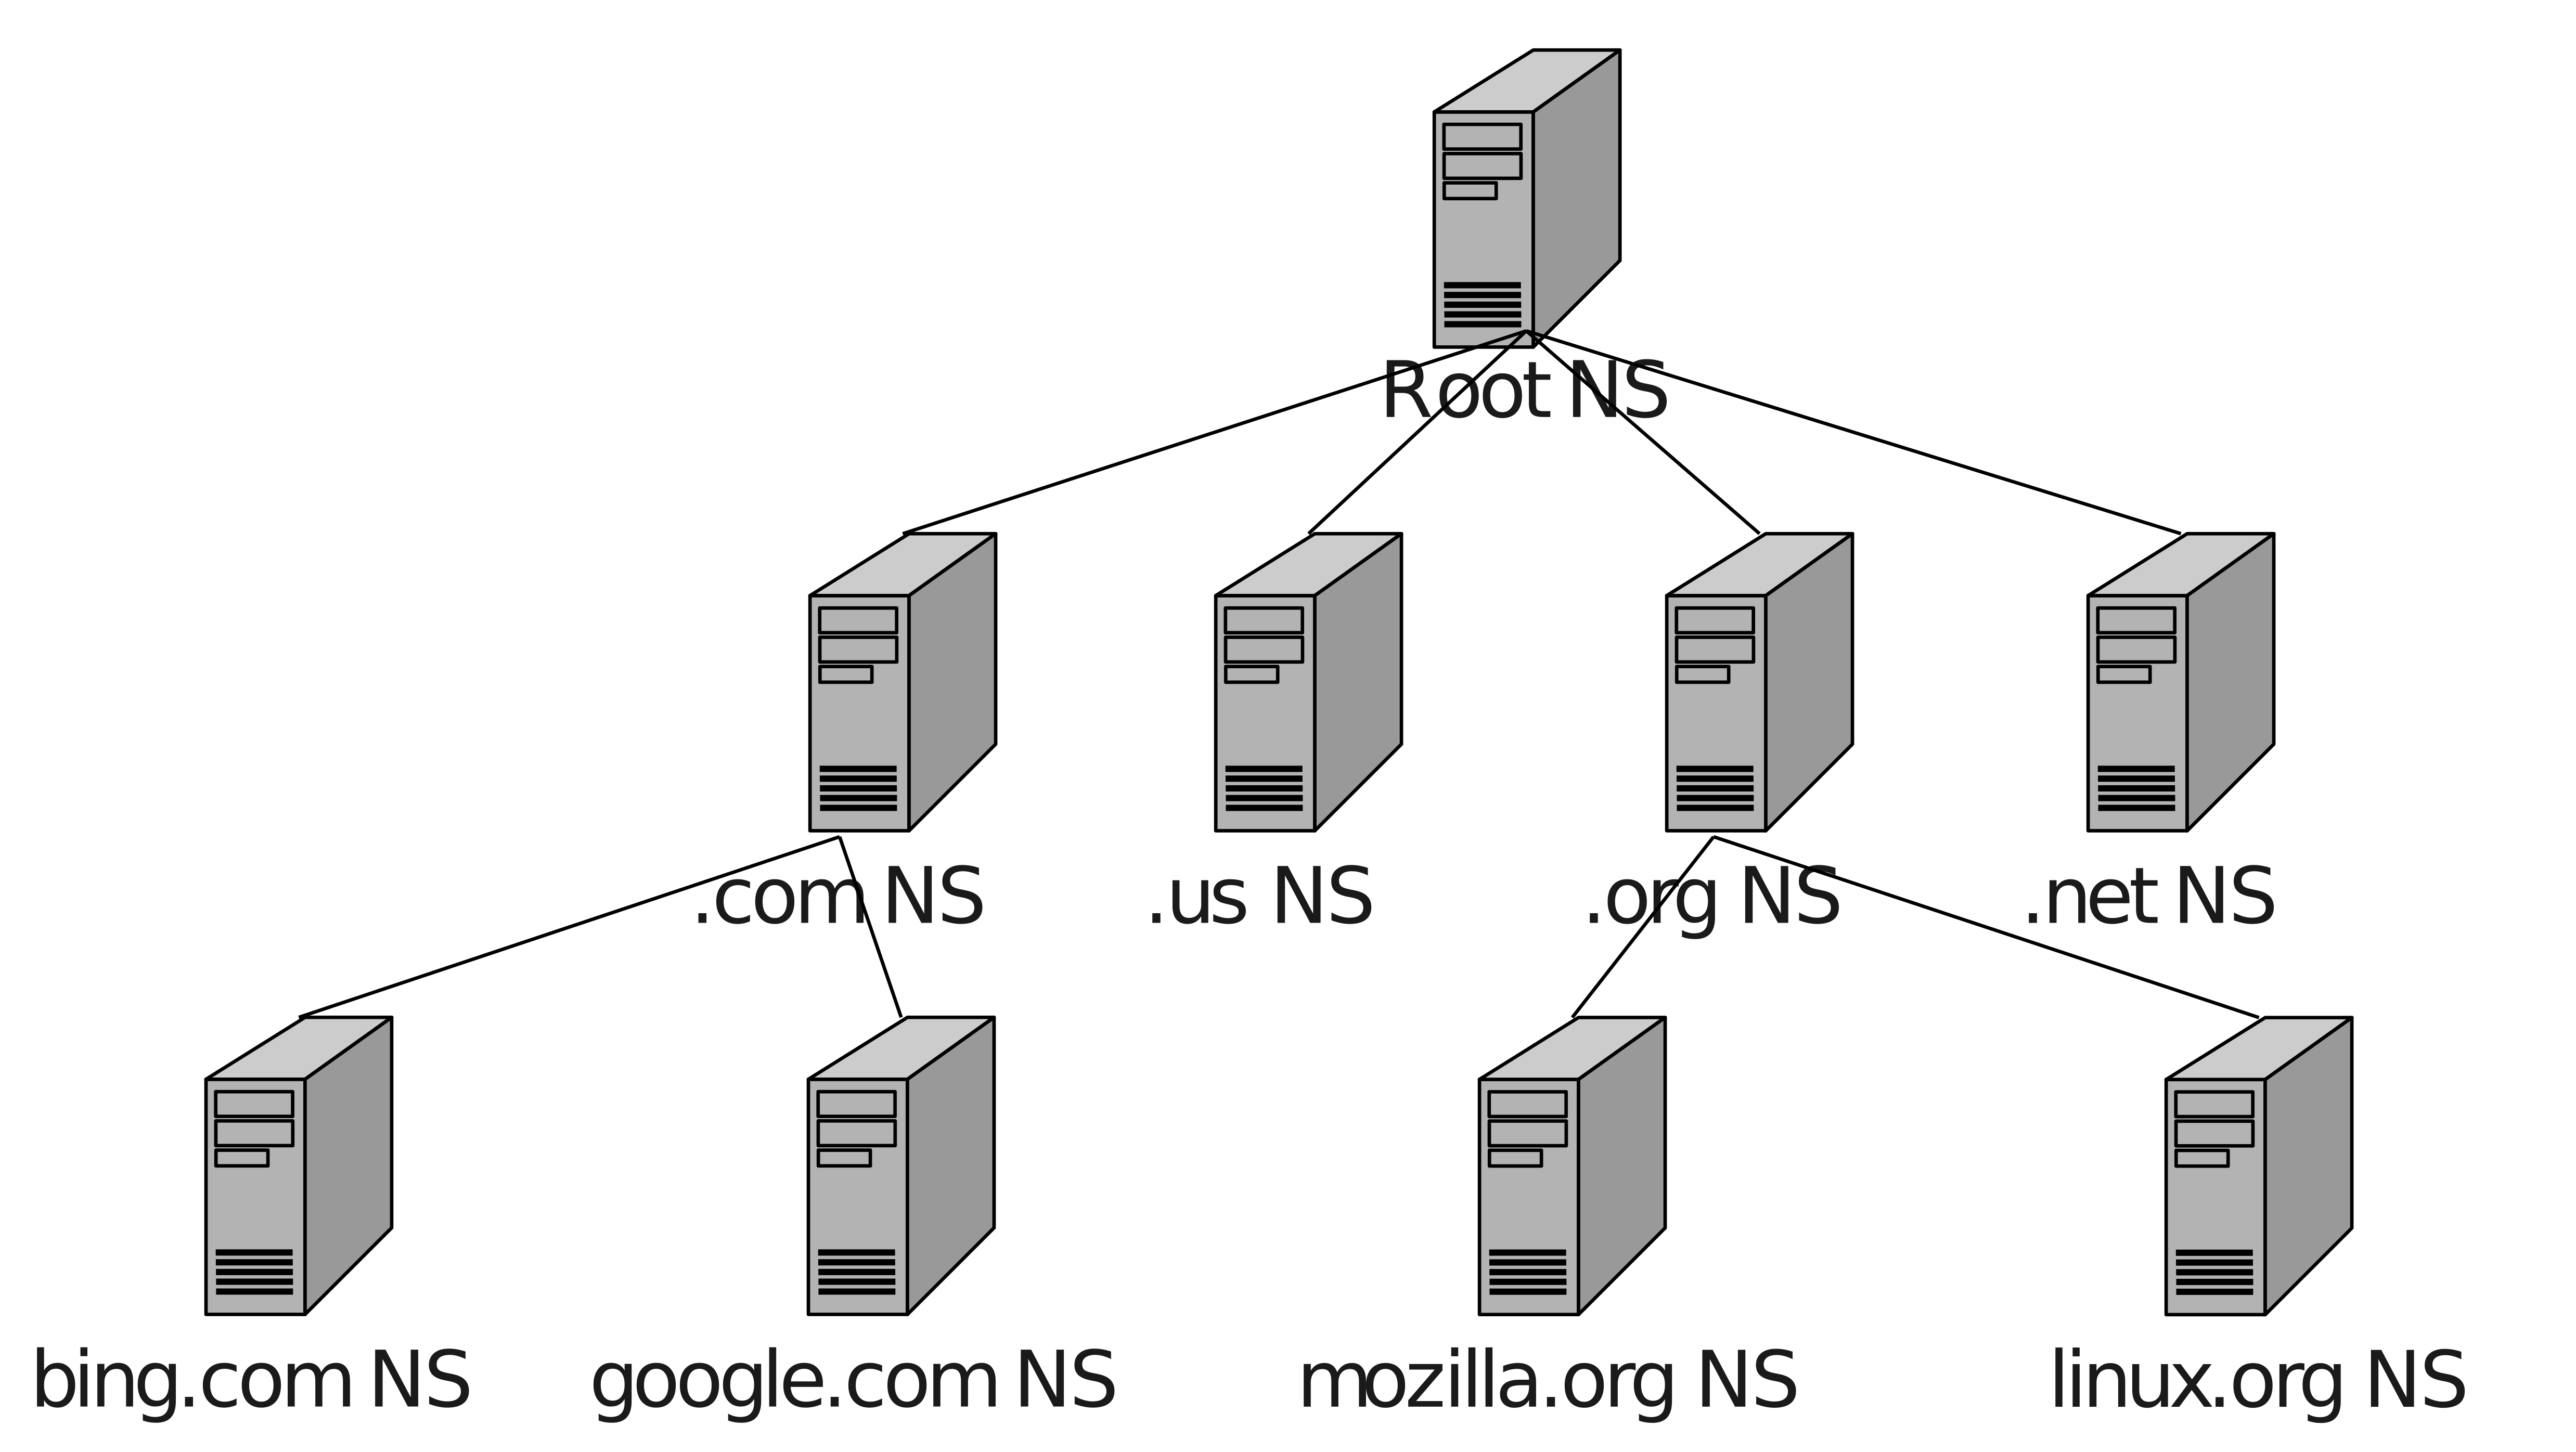 Root NS
.com NS
.us NS
.org NS
.net NS
bing.com NS
google.com NS
mozilla.org NS
linux.org NS